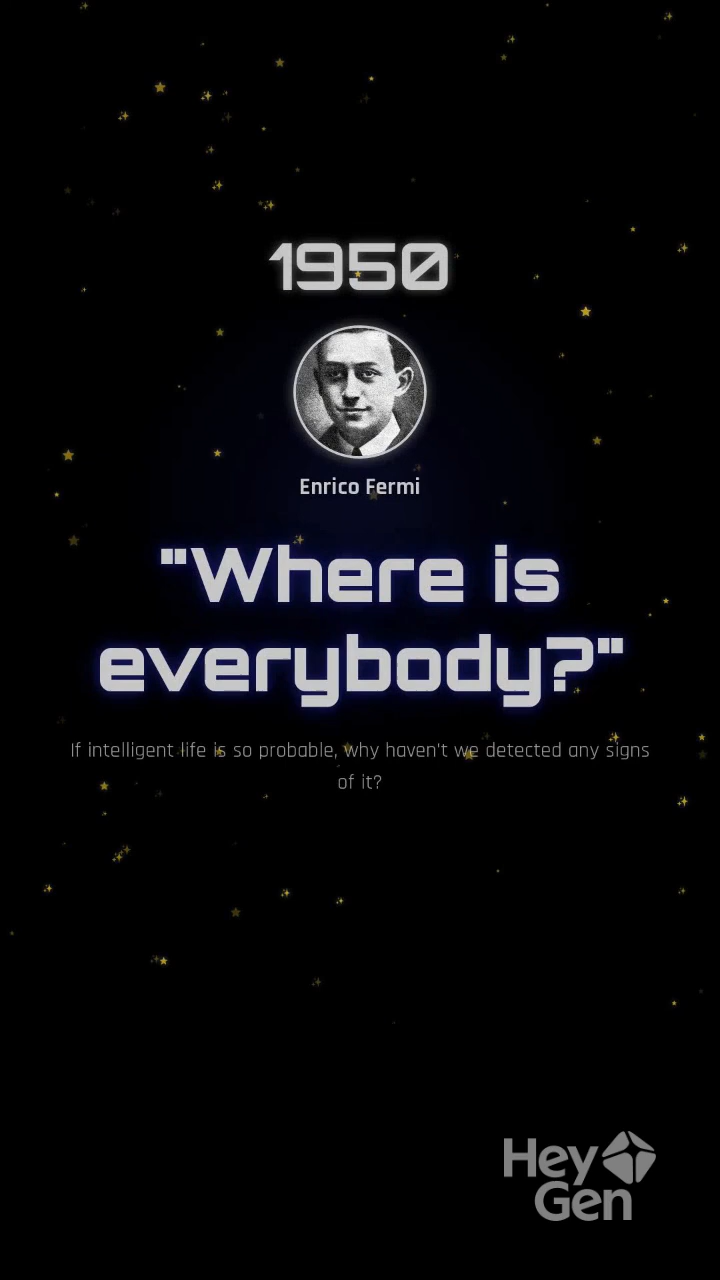 1950
Enrico Fermi
"Where is
everybody?"
If intelligent life is so probable, why haven't we detected any signs
of it?
Hey
Gen